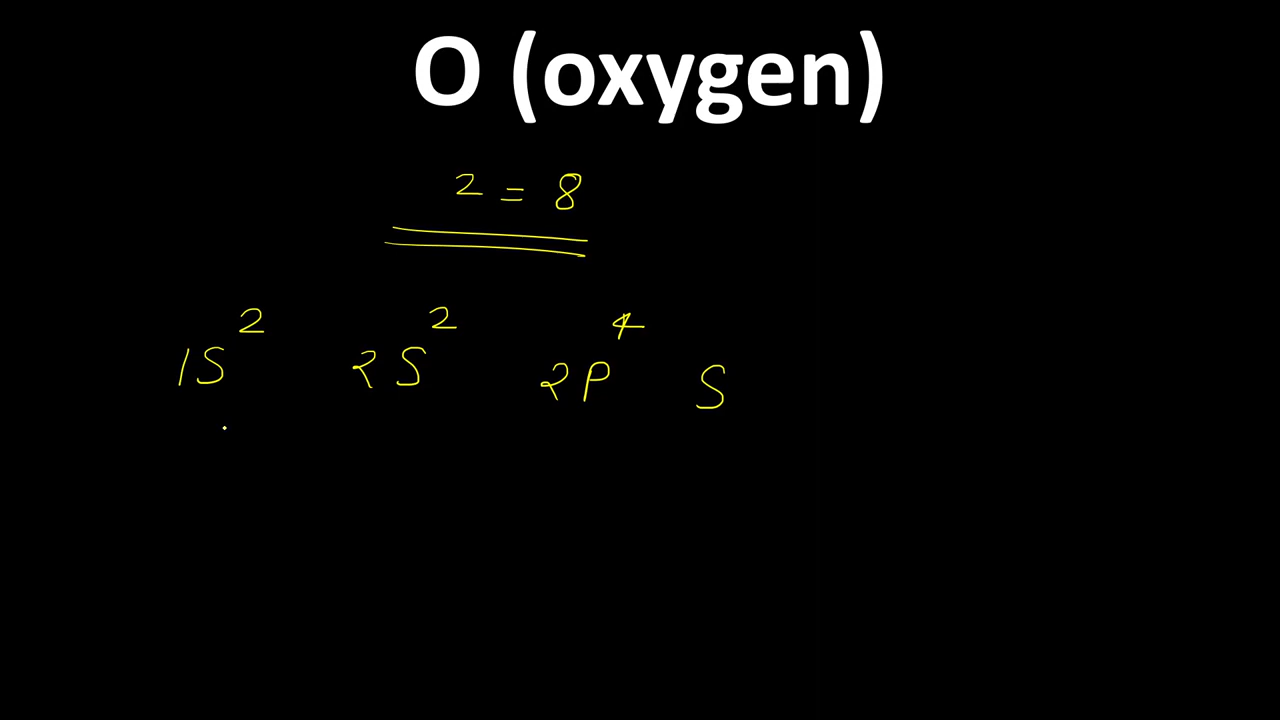 O (oxygen)
2 = 8
1S² 2S² 2P⁴ S